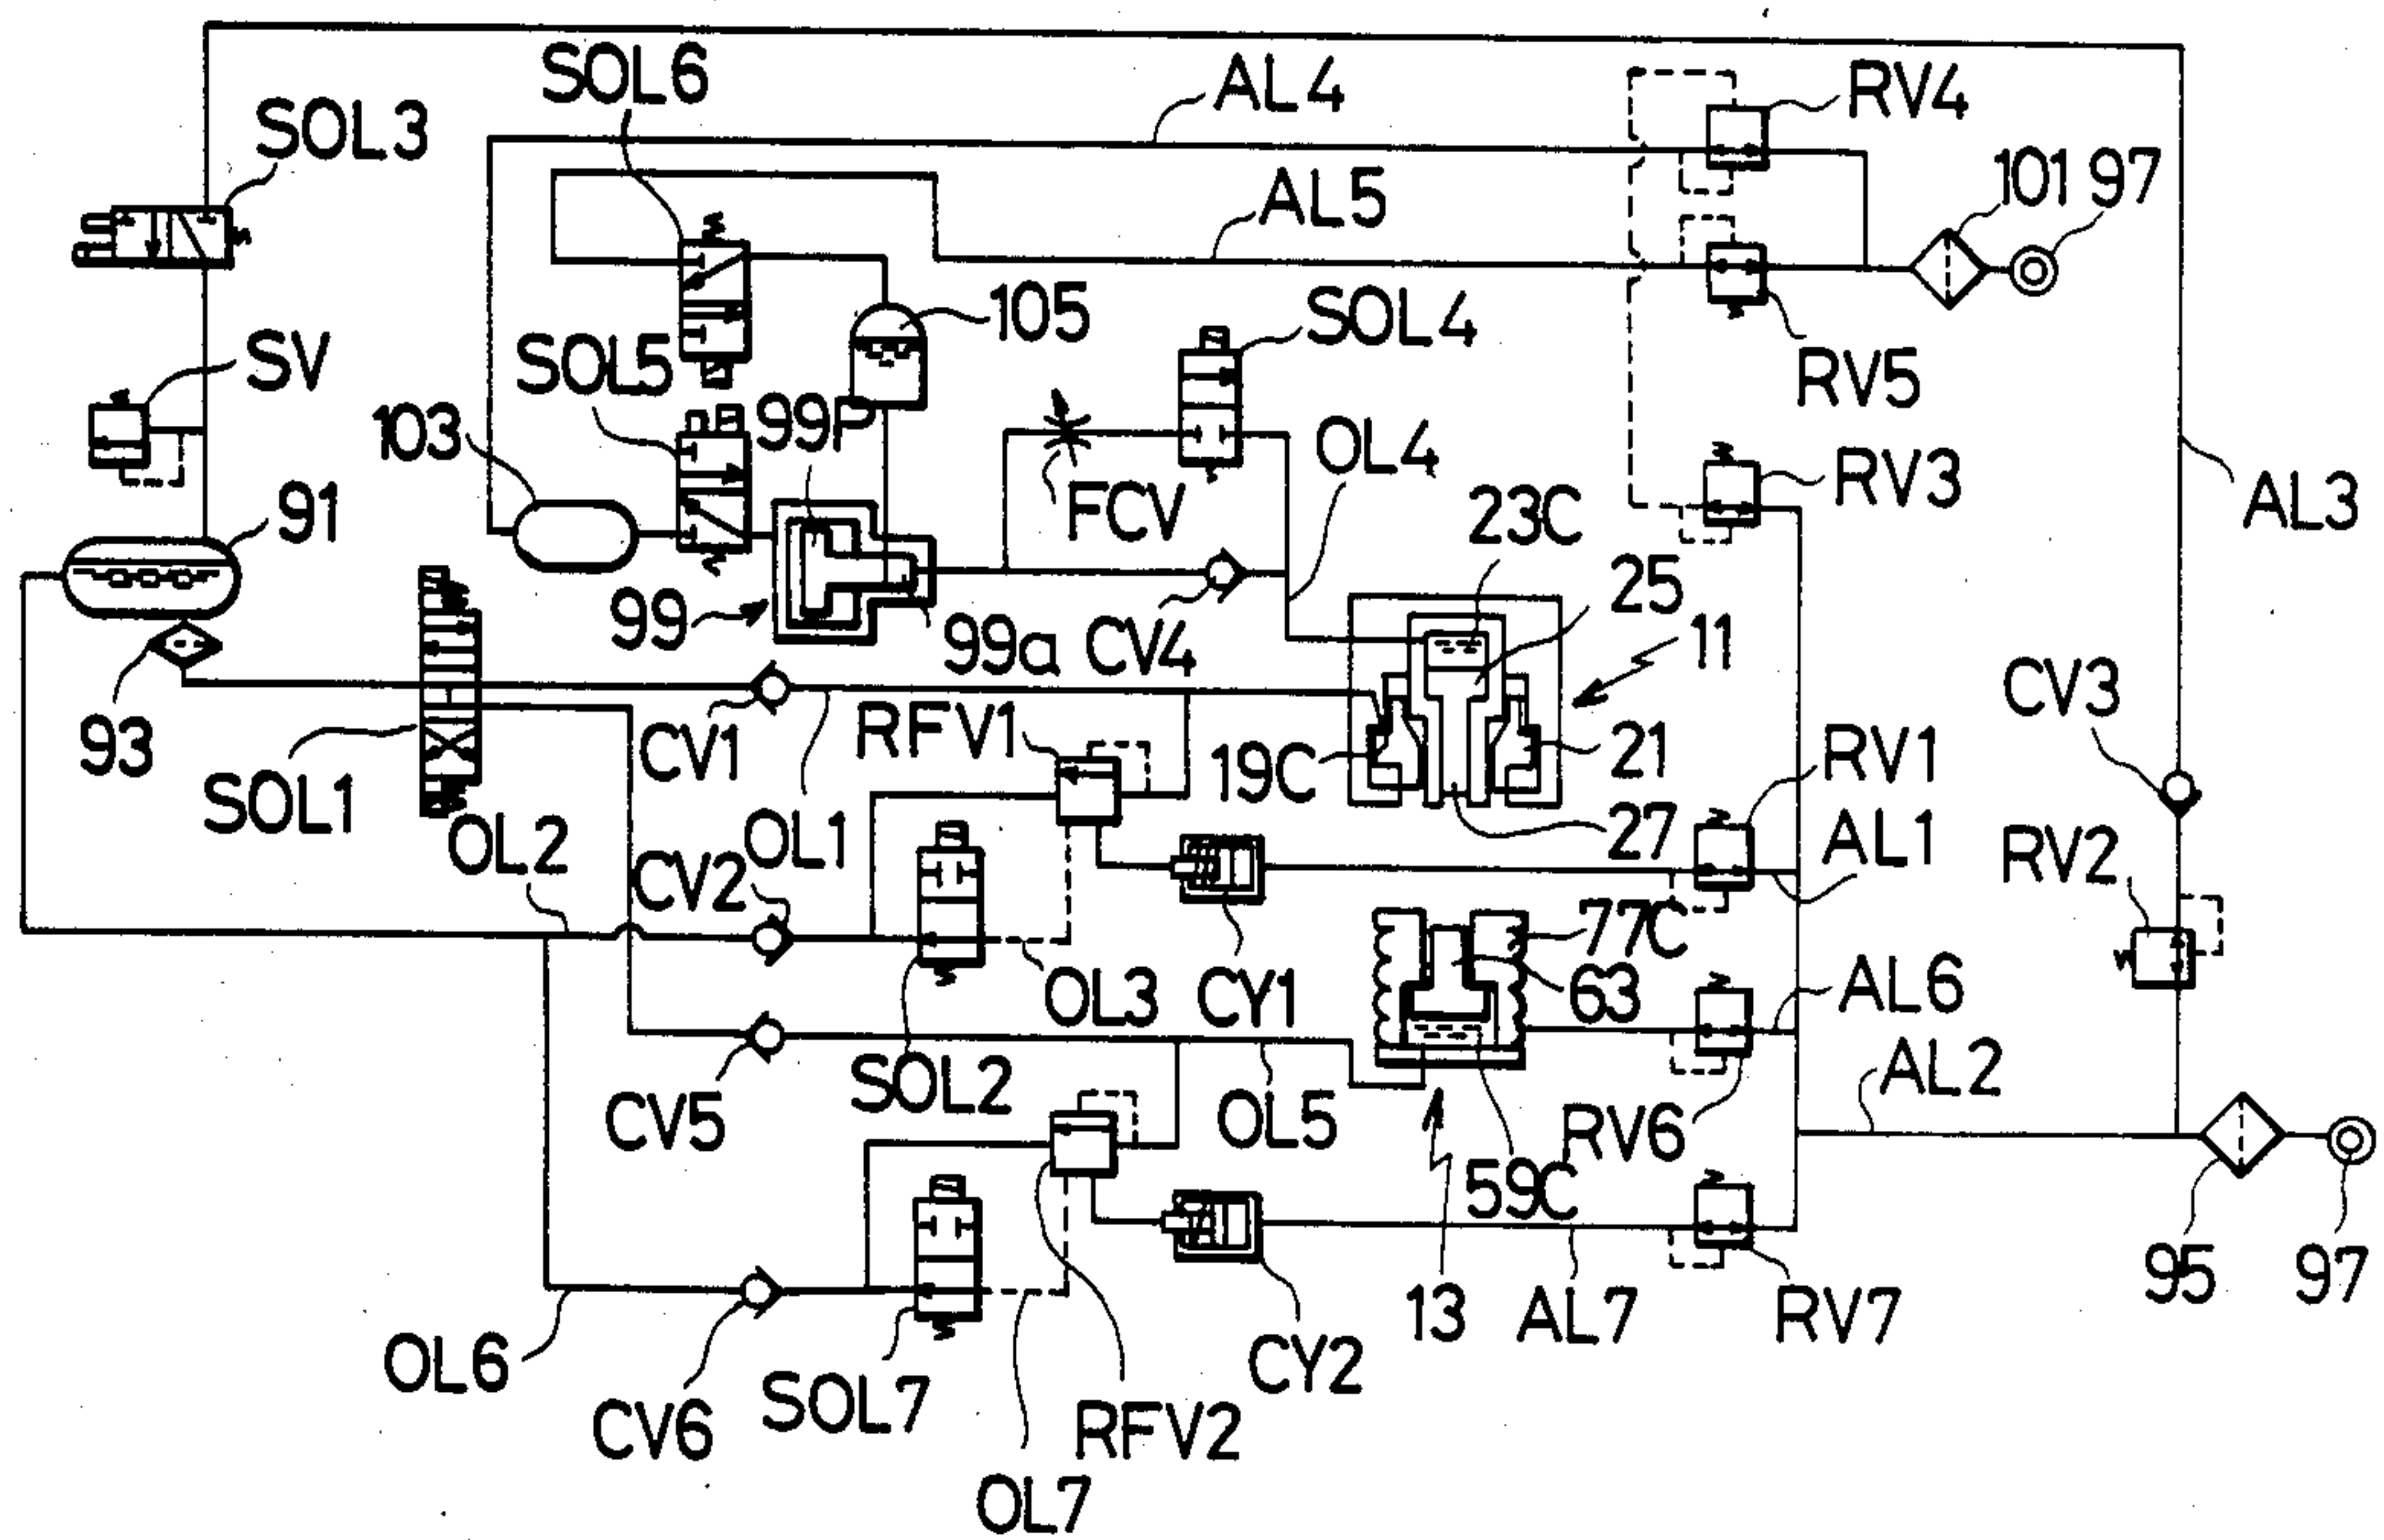 SOL6
AL4
RV4
SOL3
101
97
AL5
105
SOL4
SV
SOL5
RV5
99P
103
OL4
RV3
FCV
23C
AL3
91
25
99
99a
CV4
11
93
CV1
RFV1
CV3
19C
21
RV1
SOL1
OL2
OL1
27
AL1
RV2
CV2
77C
OL3
CY1
63
AL6
SOL2
AL2
CV5
OL5
RV6
59C
95
97
13
AL7
RV7
OL6
CY2
CV6
SOL7
RFV2
OL7